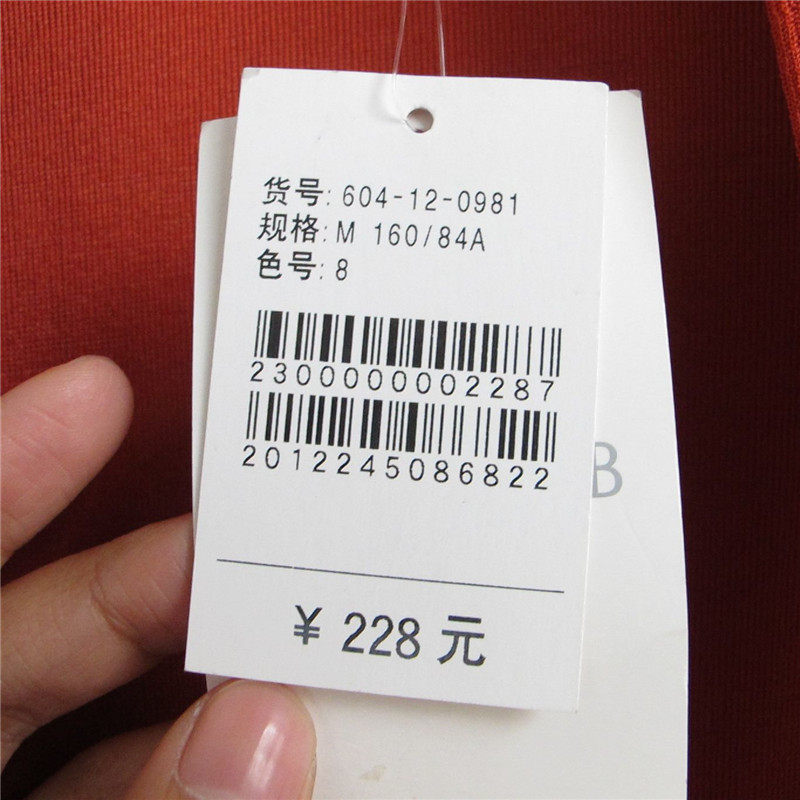 货号: 604-12-0981
规格: M 160/84A
色号: 8
2300000002287
2012245086822
B
¥ 228 元